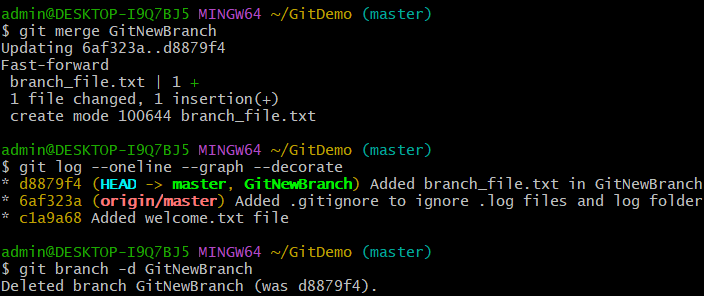 admin@DESKTOP-I9Q7BJ5 MINGW64 ~/GitDemo (master)
$ git merge GitNewBranch
Updating 6af323a..d8879f4
Fast-forward
 branch_file.txt | 1 +
 1 file changed, 1 insertion(+)
 create mode 100644 branch_file.txt

admin@DESKTOP-I9Q7BJ5 MINGW64 ~/GitDemo (master)
$ git log --oneline --graph --decorate
* d8879f4 (HEAD -> master, GitNewBranch) Added branch_file.txt in GitNewBranch
* 6af323a (origin/master) Added .gitignore to ignore .log files and log folder
* c1a9a68 Added welcome.txt file

admin@DESKTOP-I9Q7BJ5 MINGW64 ~/GitDemo (master)
$ git branch -d GitNewBranch
Deleted branch GitNewBranch (was d8879f4).